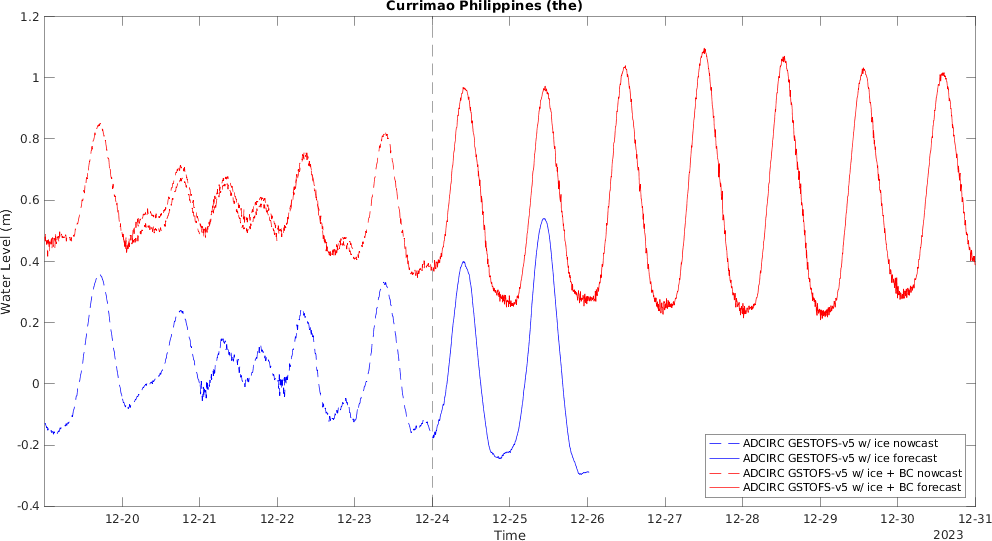 Currimao Philippines (the)
1.2
1
0.8
0.6
0.4
0.2
0
-0.2
-0.4
Water Level (m)
ADCIRC GESTOFS-v5 w/ ice nowcast
ADCIRC GESTOFS-v5 w/ ice forecast
ADCIRC GSTOFS-v5 w/ ice + BC nowcast
ADCIRC GSTOFS-v5 w/ ice + BC forecast
12-20 12-21 12-22 12-23 12-24 12-25 12-26 12-27 12-28 12-29 12-30 12-31
Time
2023